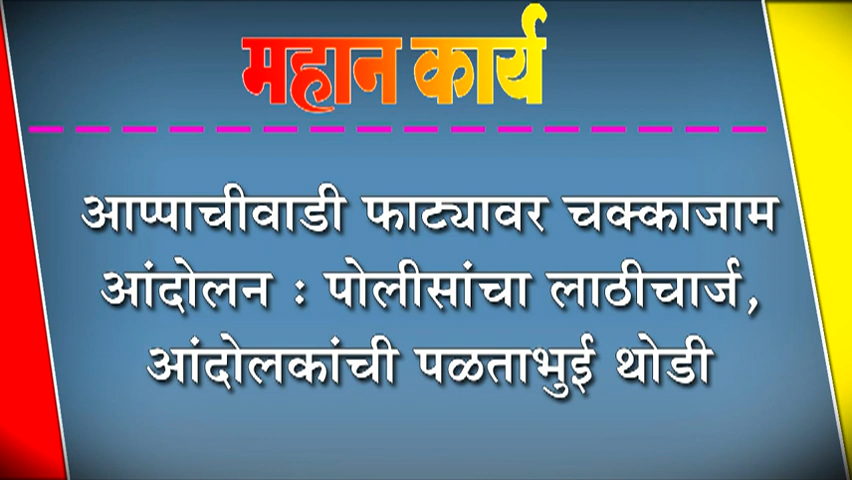 महान कार्य
आप्पाचीवाडी फाट्यावर चक्काजाम
आंदोलन : पोलीसांचा लाठीचार्ज,
आंदोलकांची पळताभुई थोडी